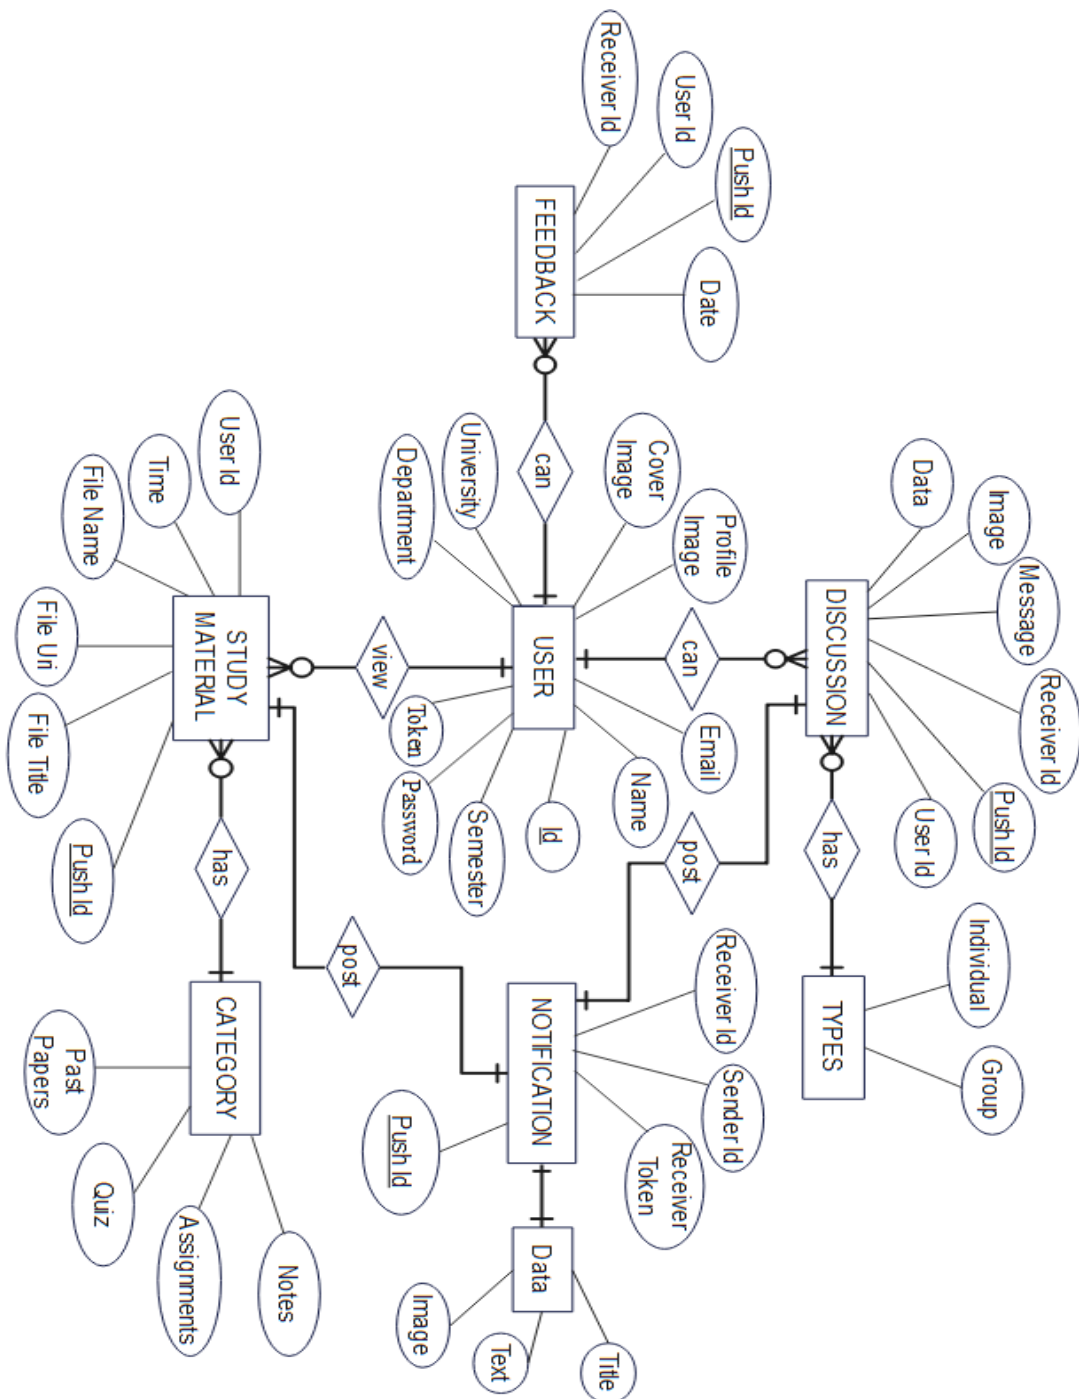 Receiver Id
User Id
Push Id
Date
FEEDBACK
can
University
Department
Cover
Image
Profile
Image
USER
Token
Password
Semester
Id
Name
Email
can
Data
Image
Message
Receiver Id
Push Id
User Id
DISCUSSION
has
Individual
Group
TYPES
post
view
User Id
Time
File Name
File Uri
File Title
Push Id
STUDY
MATERIAL
has
CATEGORY
Past
Papers
Quiz
Assignments
Notes
post
NOTIFICATION
Receiver Id
Sender Id
Receiver
Token
Push Id
Data
Image
Text
Title